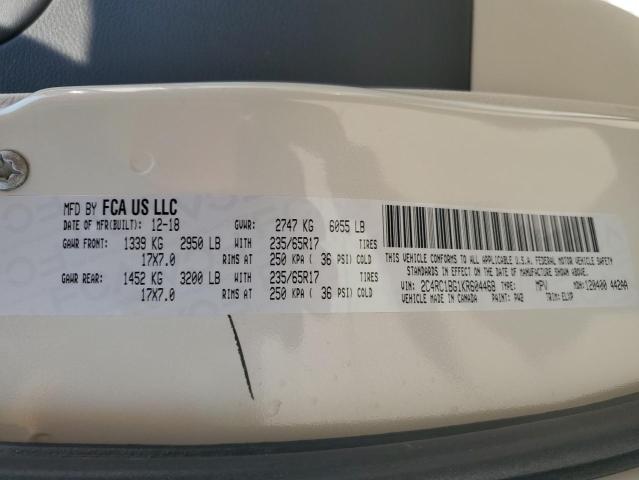 MFD BY FCA US LLC
DATE OF MFR(BUILT): 12-18 GVWR: 2747 KG 6055 LB
GAWR FRONT: 1339 KG 2950 LB WITH 235/65R17 TIRES
17X7.0 RIMS AT 250 KPA ( 36 PSI) COLD
GAWR REAR: 1452 KG 3200 LB WITH 235/65R17 TIRES
17X7.0 RIMS AT 250 KPA ( 36 PSI) COLD
THIS VEHICLE CONFORMS TO ALL APPLICABLE U.S.A. FEDERAL MOTOR VEHICLE SAFETY
STANDARDS IN EFFECT ON THE DATE OF MANUFACTURE SHOWN ABOVE.
VIN: 2C4RC1BG1KR604468 TYPE: MPV MDH: 120400 442AA
VEHICLE MADE IN CANADA PAINT: PW2 TRIM: ELVP